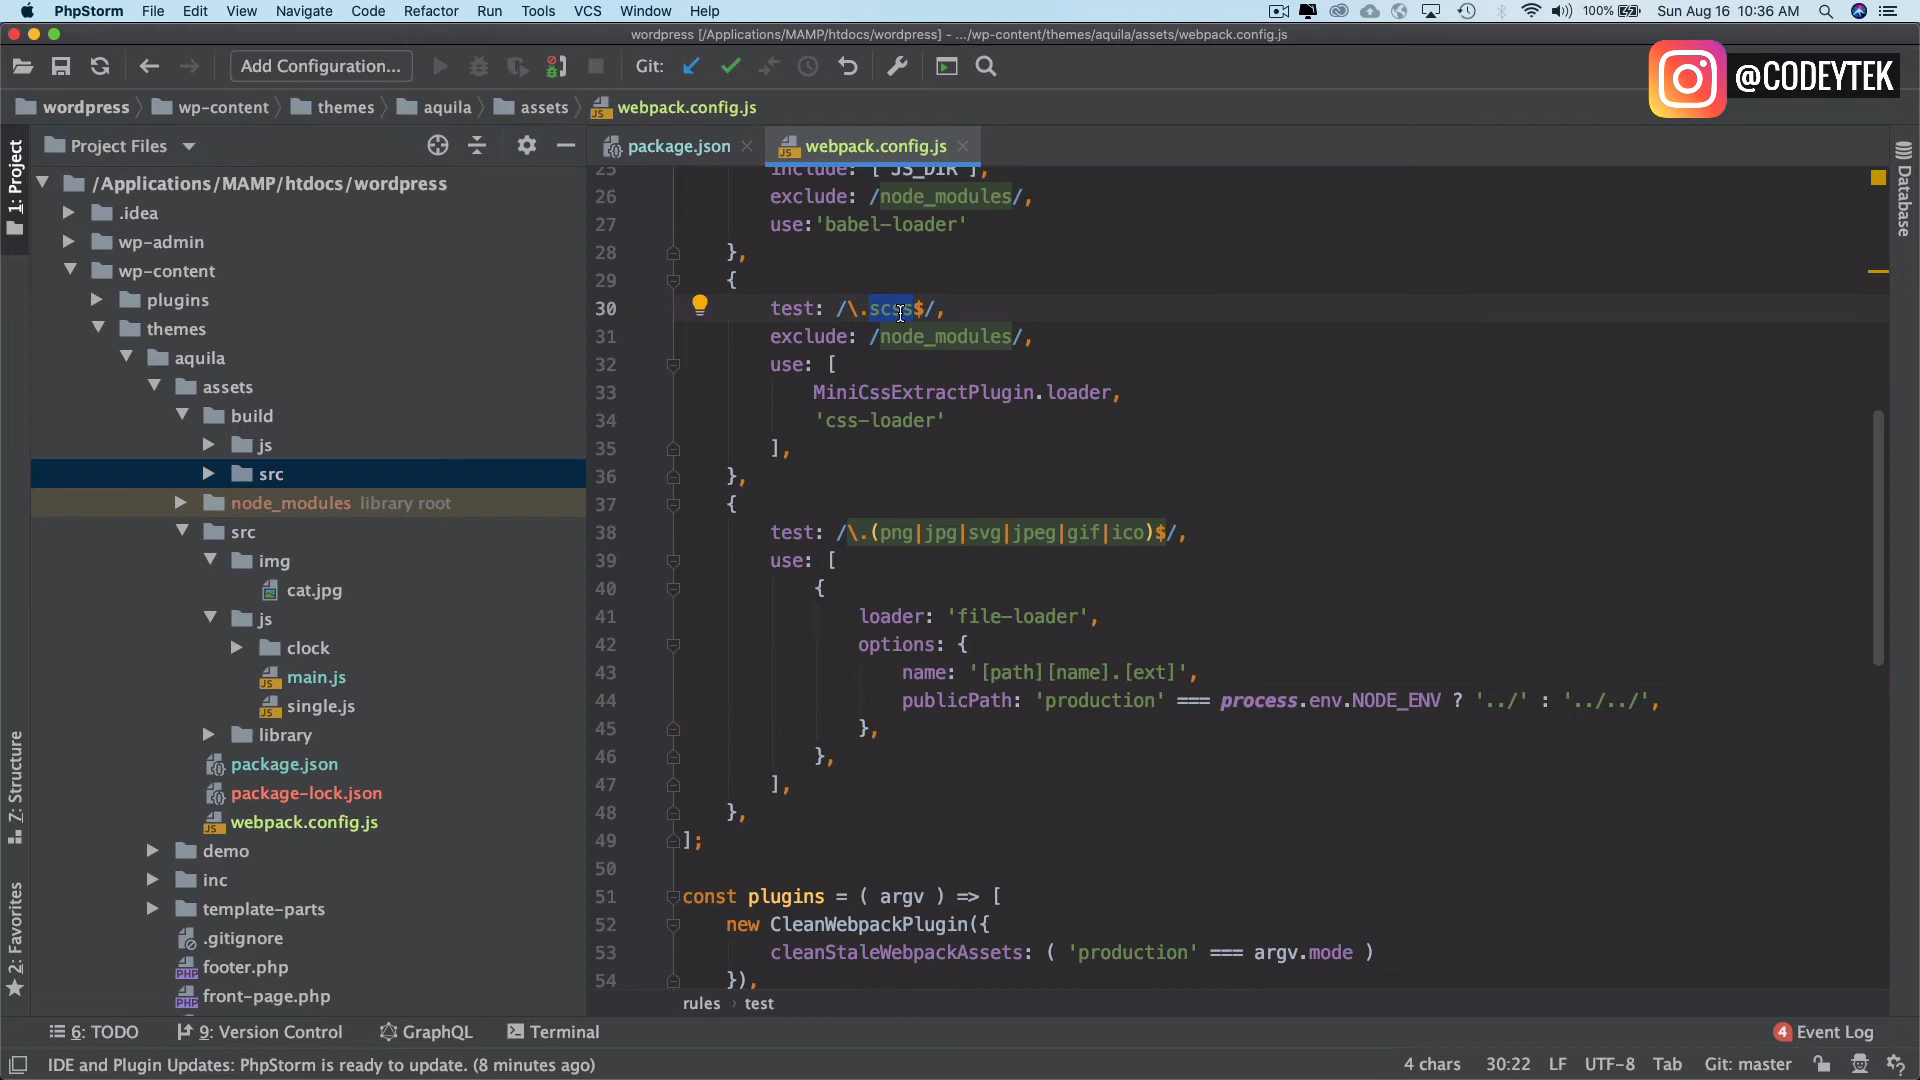 PhpStorm File Edit View Navigate Code Refactor Run Tools VCS Window Help 100% Sun Aug 16 10:36 AM
wordpress [/Applications/MAMP/htdocs/wordpress] - .../wp-content/themes/aquila/assets/webpack.config.js
Add Configuration... Git:
@CODEYTEK
wordpress wp-content themes aquila assets webpack.config.js
1: Project
Project Files
package.json webpack.config.js
Database
/Applications/MAMP/htdocs/wordpress
.idea
wp-admin
wp-content
plugins
themes
aquila
assets
build
js
src
node_modules library root
src
img
cat.jpg
js
clock
main.js
single.js
library
package.json
package-lock.json
webpack.config.js
demo
inc
template-parts
.gitignore
footer.php
front-page.php
Z: Structure
2: Favorites
25 include: [ JS_DIR ],
26 exclude: /node_modules/,
27 use:'babel-loader'
28 },
29 {
30 test: /\.scss$/,
31 exclude: /node_modules/,
32 use: [
33 MiniCssExtractPlugin.loader,
34 'css-loader'
35 ],
36 },
37 {
38 test: /\.(png|jpg|svg|jpeg|gif|ico)$/,
39 use: [
40 {
41 loader: 'file-loader',
42 options: {
43 name: '[path][name].[ext]',
44 publicPath: 'production' === process.env.NODE_ENV ? '../' : '../../',
45 },
46 },
47 ],
48 },
49 ];
50
51 const plugins = ( argv ) => [
52 new CleanWebpackPlugin({
53 cleanStaleWebpackAssets: ( 'production' === argv.mode )
54 }),
rules › test
6: TODO 9: Version Control GraphQL Terminal 4 Event Log
IDE and Plugin Updates: PhpStorm is ready to update. (8 minutes ago) 4 chars 30:22 LF UTF-8 Tab Git: master